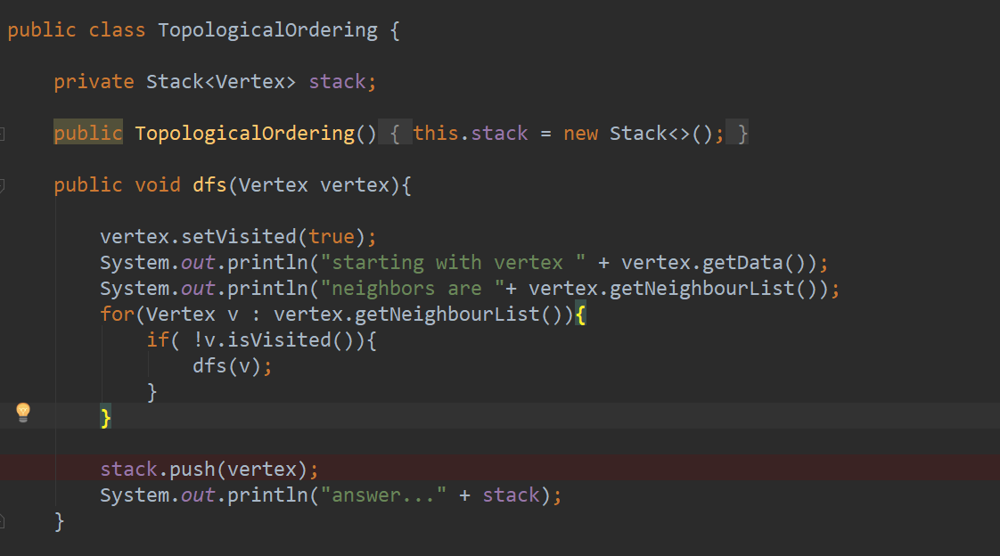 public class TopologicalOrdering {
private Stack<Vertex> stack;
public TopologicalOrdering() { this.stack = new Stack<>(); }
public void dfs(Vertex vertex){
vertex.setVisited(true);
System.out.println("starting with vertex " + vertex.getData());
System.out.println("neighbors are "+ vertex.getNeighbourList());
for(Vertex v : vertex.getNeighbourList()){
if( !v.isVisited()){
dfs(v);
}
}
stack.push(vertex);
System.out.println("answer..." + stack);
}